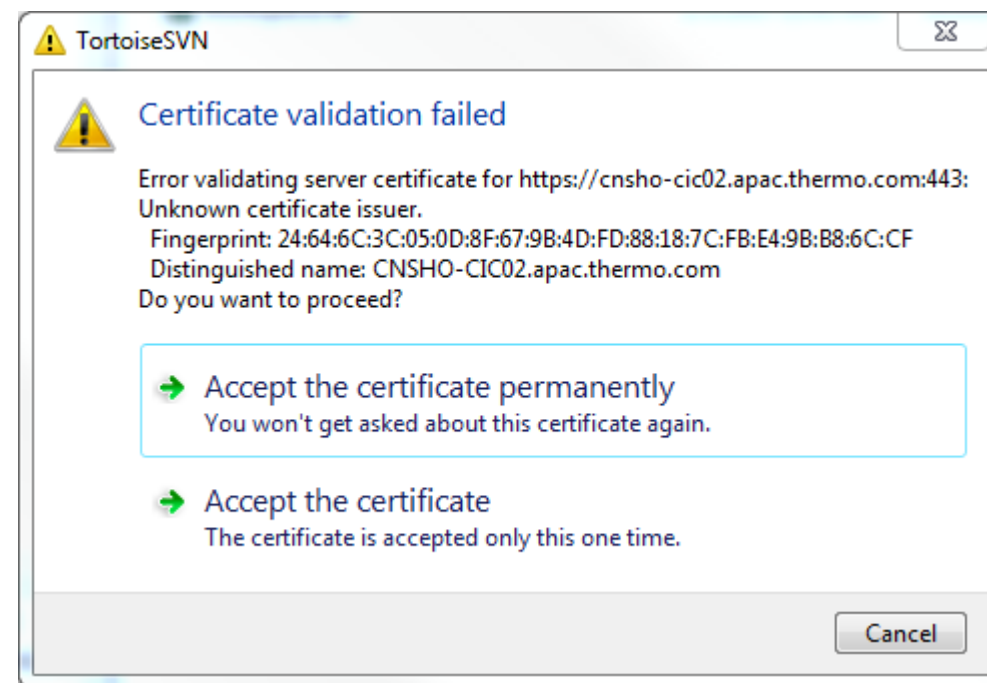 TortoiseSVN
Certificate validation failed
Error validating server certificate for https://cnsho-cic02.apac.thermo.com:443:
Unknown certificate issuer.
Fingerprint: 24:64:6C:3C:05:0D:8F:67:9B:4D:FD:88:18:7C:FB:E4:9B:B8:6C:CF
Distinguished name: CNSHO-CIC02.apac.thermo.com
Do you want to proceed?
Accept the certificate permanently
You won't get asked about this certificate again.
Accept the certificate
The certificate is accepted only this one time.
Cancel